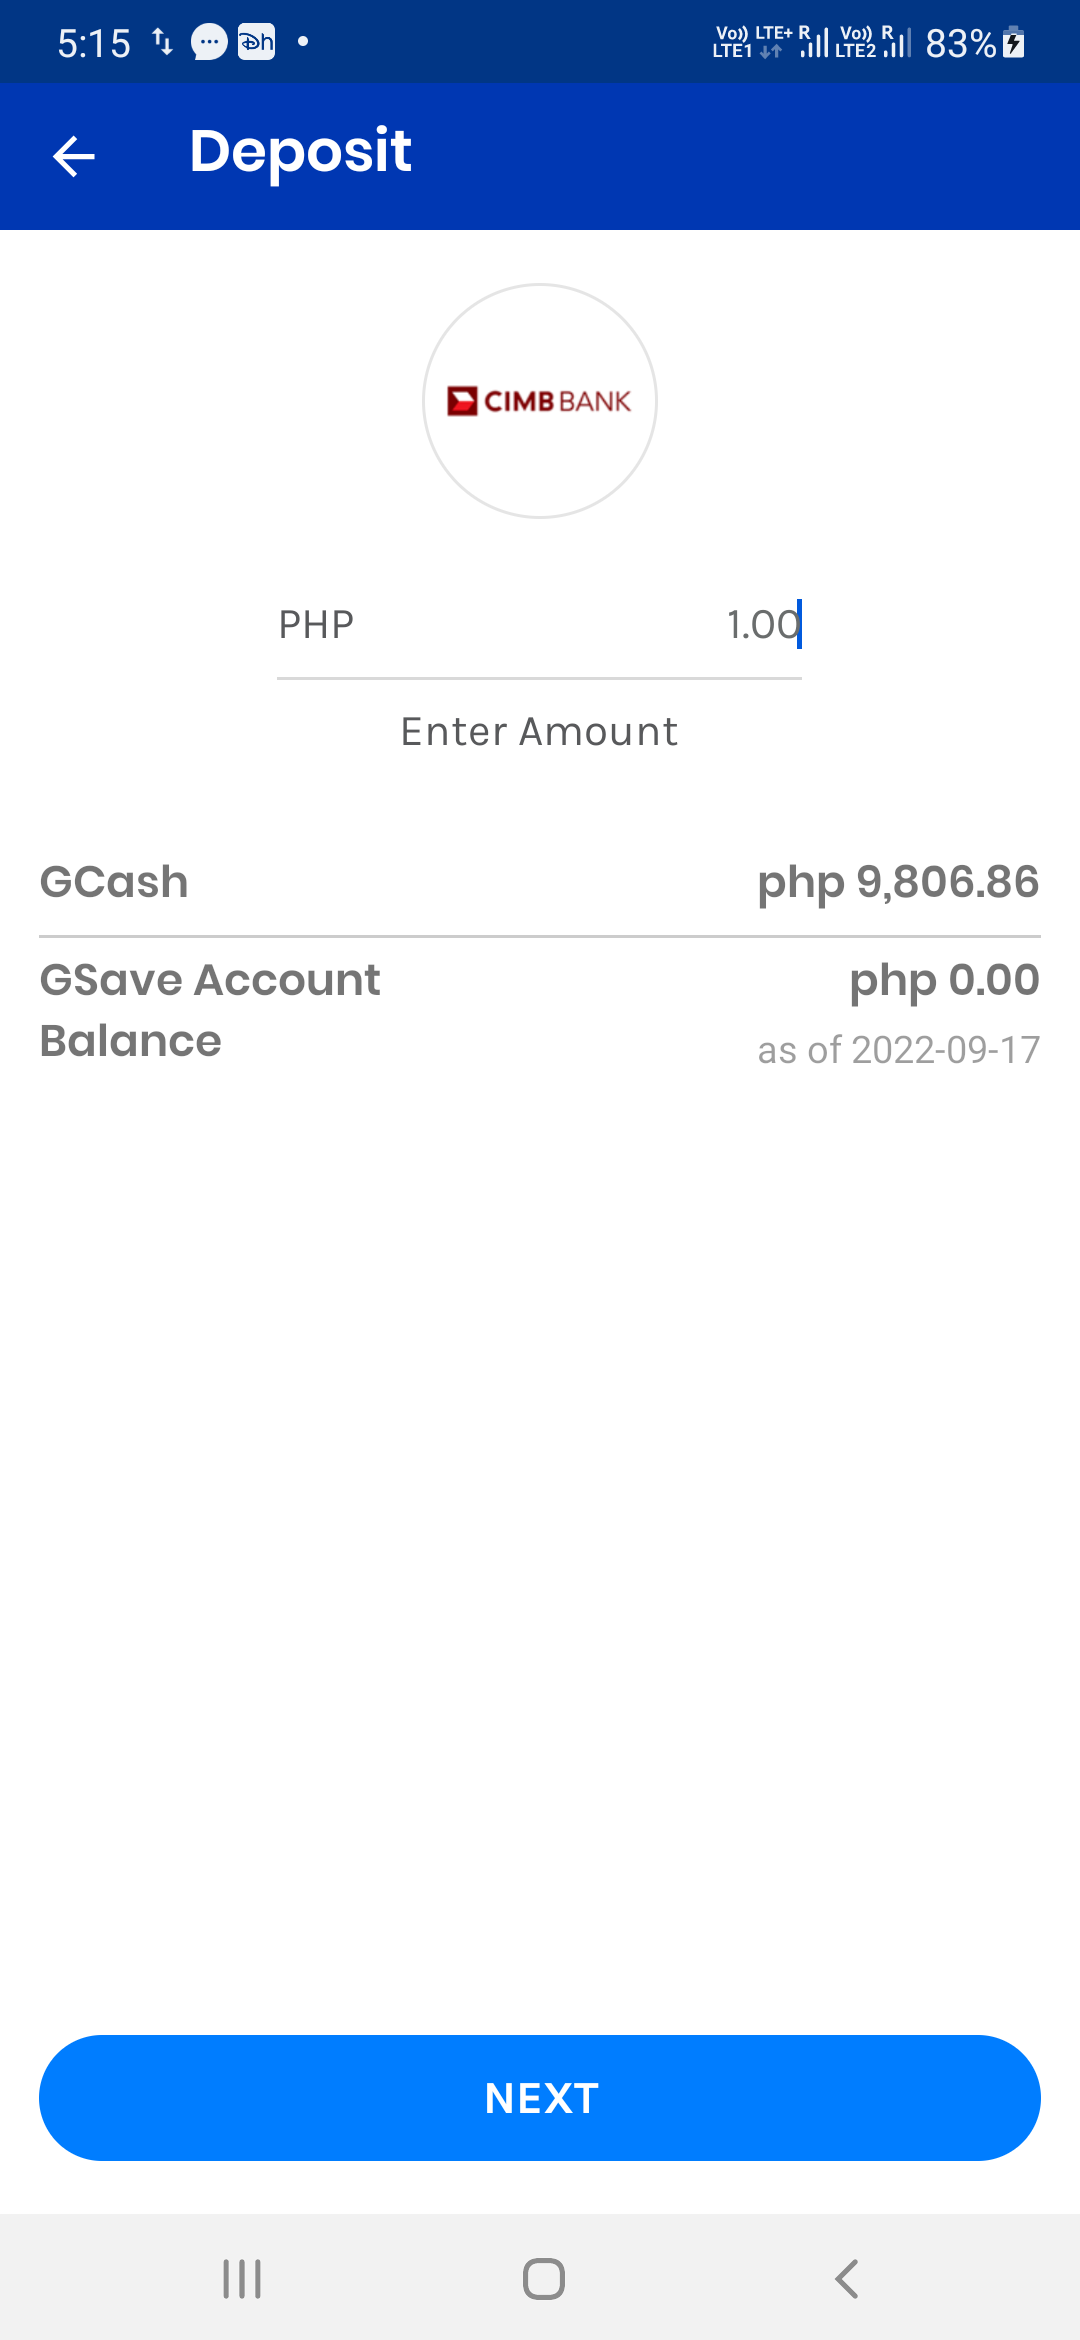 5:15
Vo)) LTE+ R Vo)) R 83%
LTE1 LTE2
Deposit
CIMB BANK
PHP 1.00
Enter Amount
GCash php 9,806.86
GSave Account php 0.00
Balance as of 2022-09-17
NEXT